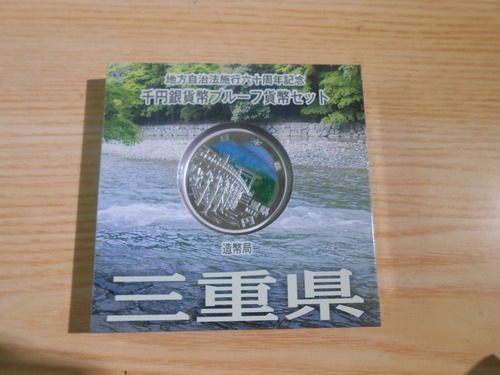 地方自治法施行六十周年記念
千円銀貨幣プルーフ貨幣セット
造幣局
三重県